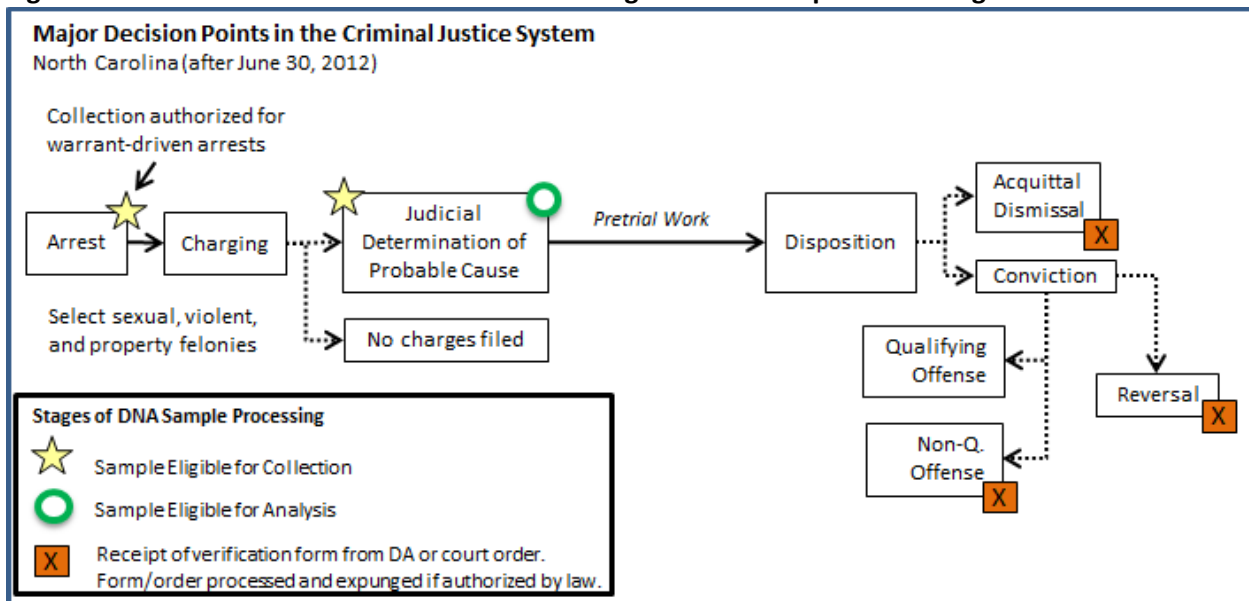 Major Decision Points in the Criminal Justice System
North Carolina (after June 30, 2012)
Collection authorized for
warrant-driven arrests
Arrest
Charging
Judicial
Determination of
Probable Cause
No charges filed
Pretrial Work
Disposition
Acquittal
Dismissal
X
Conviction
Qualifying
Offense
Non-Q.
Offense
X
Reversal
X
Select sexual, violent,
and property felonies
Stages of DNA Sample Processing
Sample Eligible for Collection
Sample Eligible for Analysis
X
Receipt of verification form from DA or court order.
Form/order processed and expunged if authorized by law.